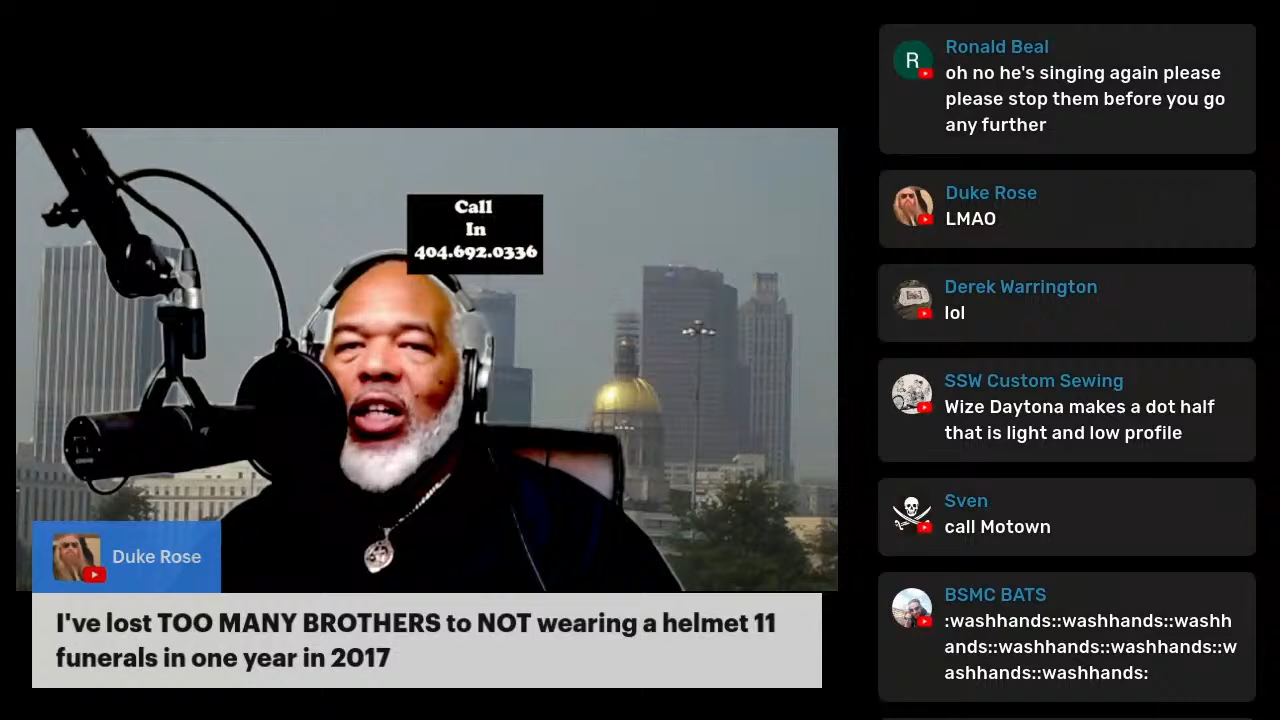 Call
In
404.692.0336
Duke Rose
I've lost TOO MANY BROTHERS to NOT wearing a helmet 11
funerals in one year in 2017
R
Ronald Beal
oh no he's singing again please
please stop them before you go
any further
Duke Rose
LMAO
Derek Warrington
lol
SSW Custom Sewing
Wize Daytona makes a dot half
that is light and low profile
Sven
call Motown
BSMC BATS
:washhands::washhands::washh
ands::washhands::washhands::w
ashhands::washhands: